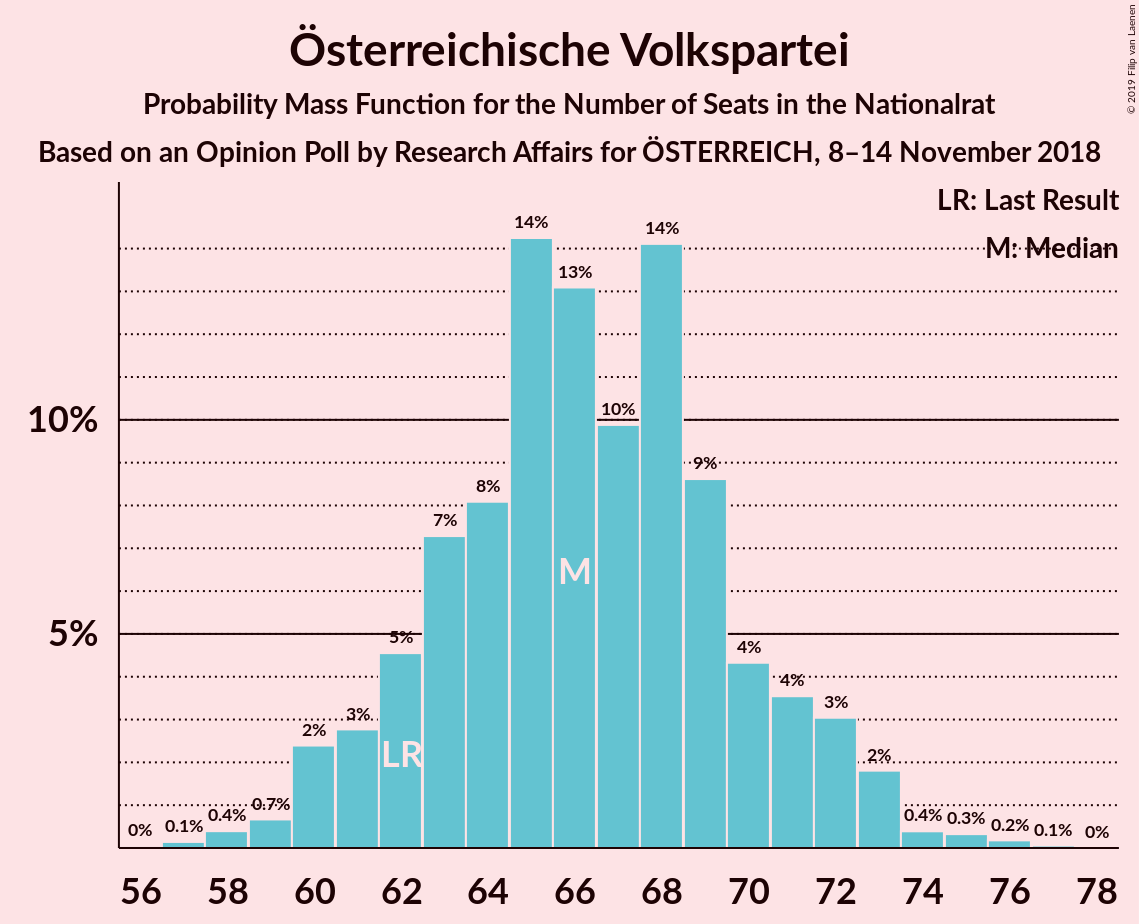 Österreichische Volkspartei
Probability Mass Function for the Number of Seats in the Nationalrat
Based on an Opinion Poll by Research Affairs for ÖSTERREICH, 8–14 November 2018
© 2019 Filip van Laenen
LR: Last Result
M: Median
10%
5%
0% 0.1% 0.4% 0.7% 2% 3% 5% 7% 8% 14% 13% 10% 14% 9% 4% 4% 3% 2% 0.4% 0.3% 0.2% 0.1% 0%
M
LR
56 58 60 62 64 66 68 70 72 74 76 78